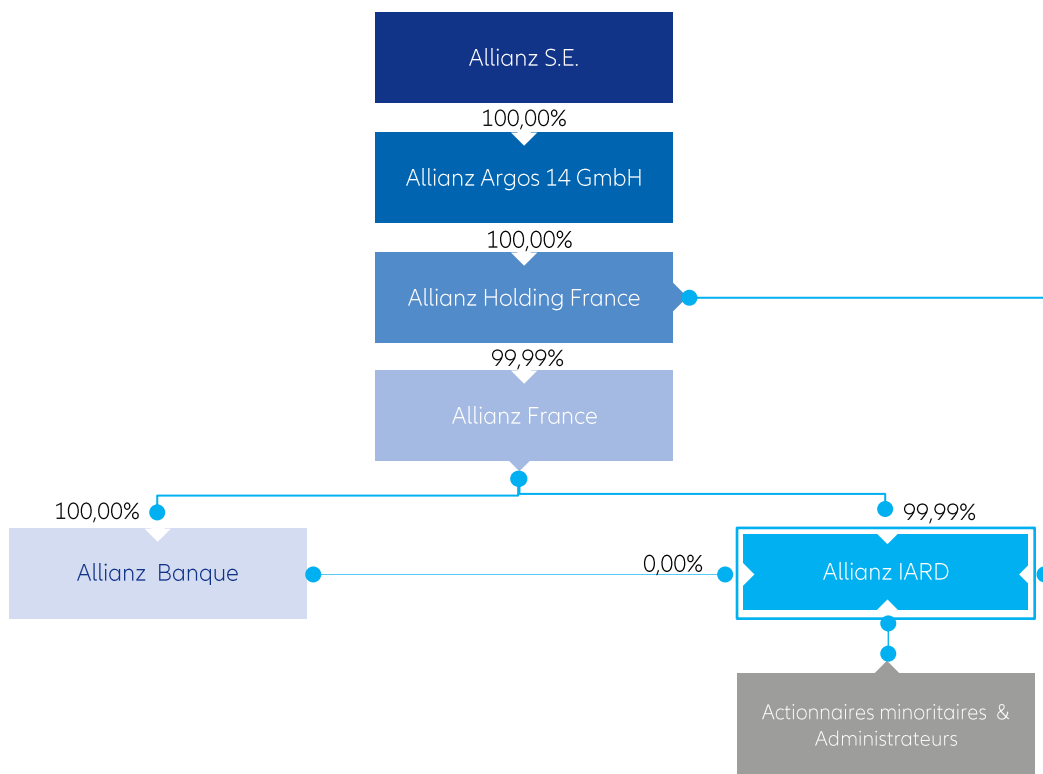 Allianz S.E.
100,00%
Allianz Argos 14 GmbH
100,00%
Allianz Holding France
99,99%
Allianz France
100,00%
99,99%
Allianz Banque
0,00%
Allianz IARD
Actionnaires minoritaires &
Administrateurs